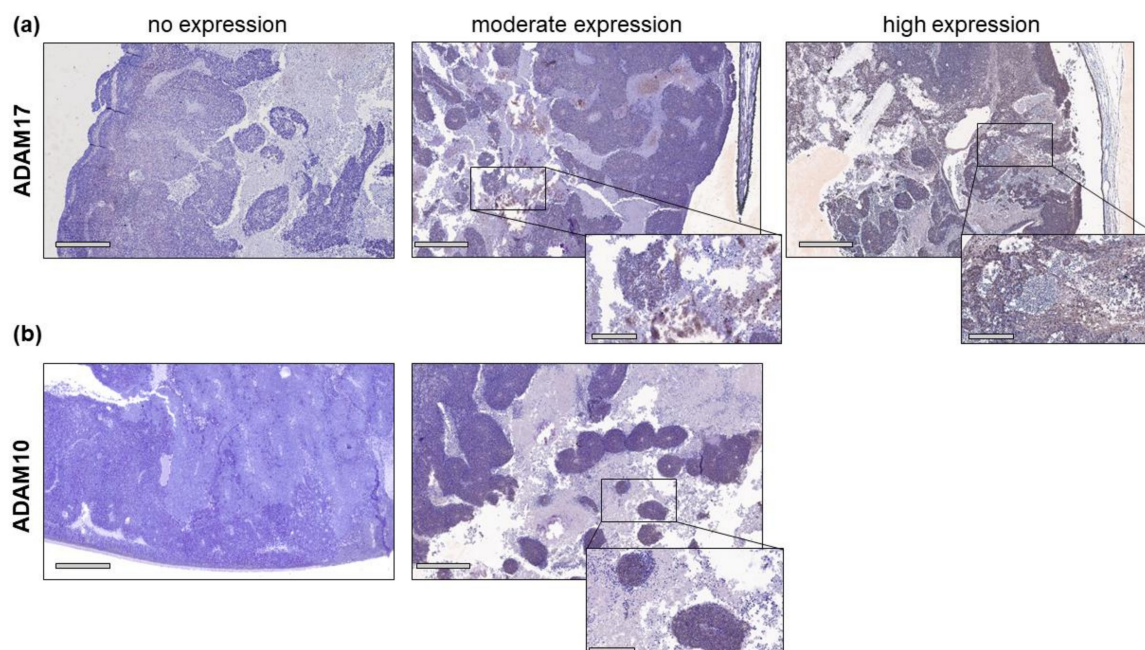 no expression moderate expression high expression
(a)
ADAM17
(b)
ADAM10